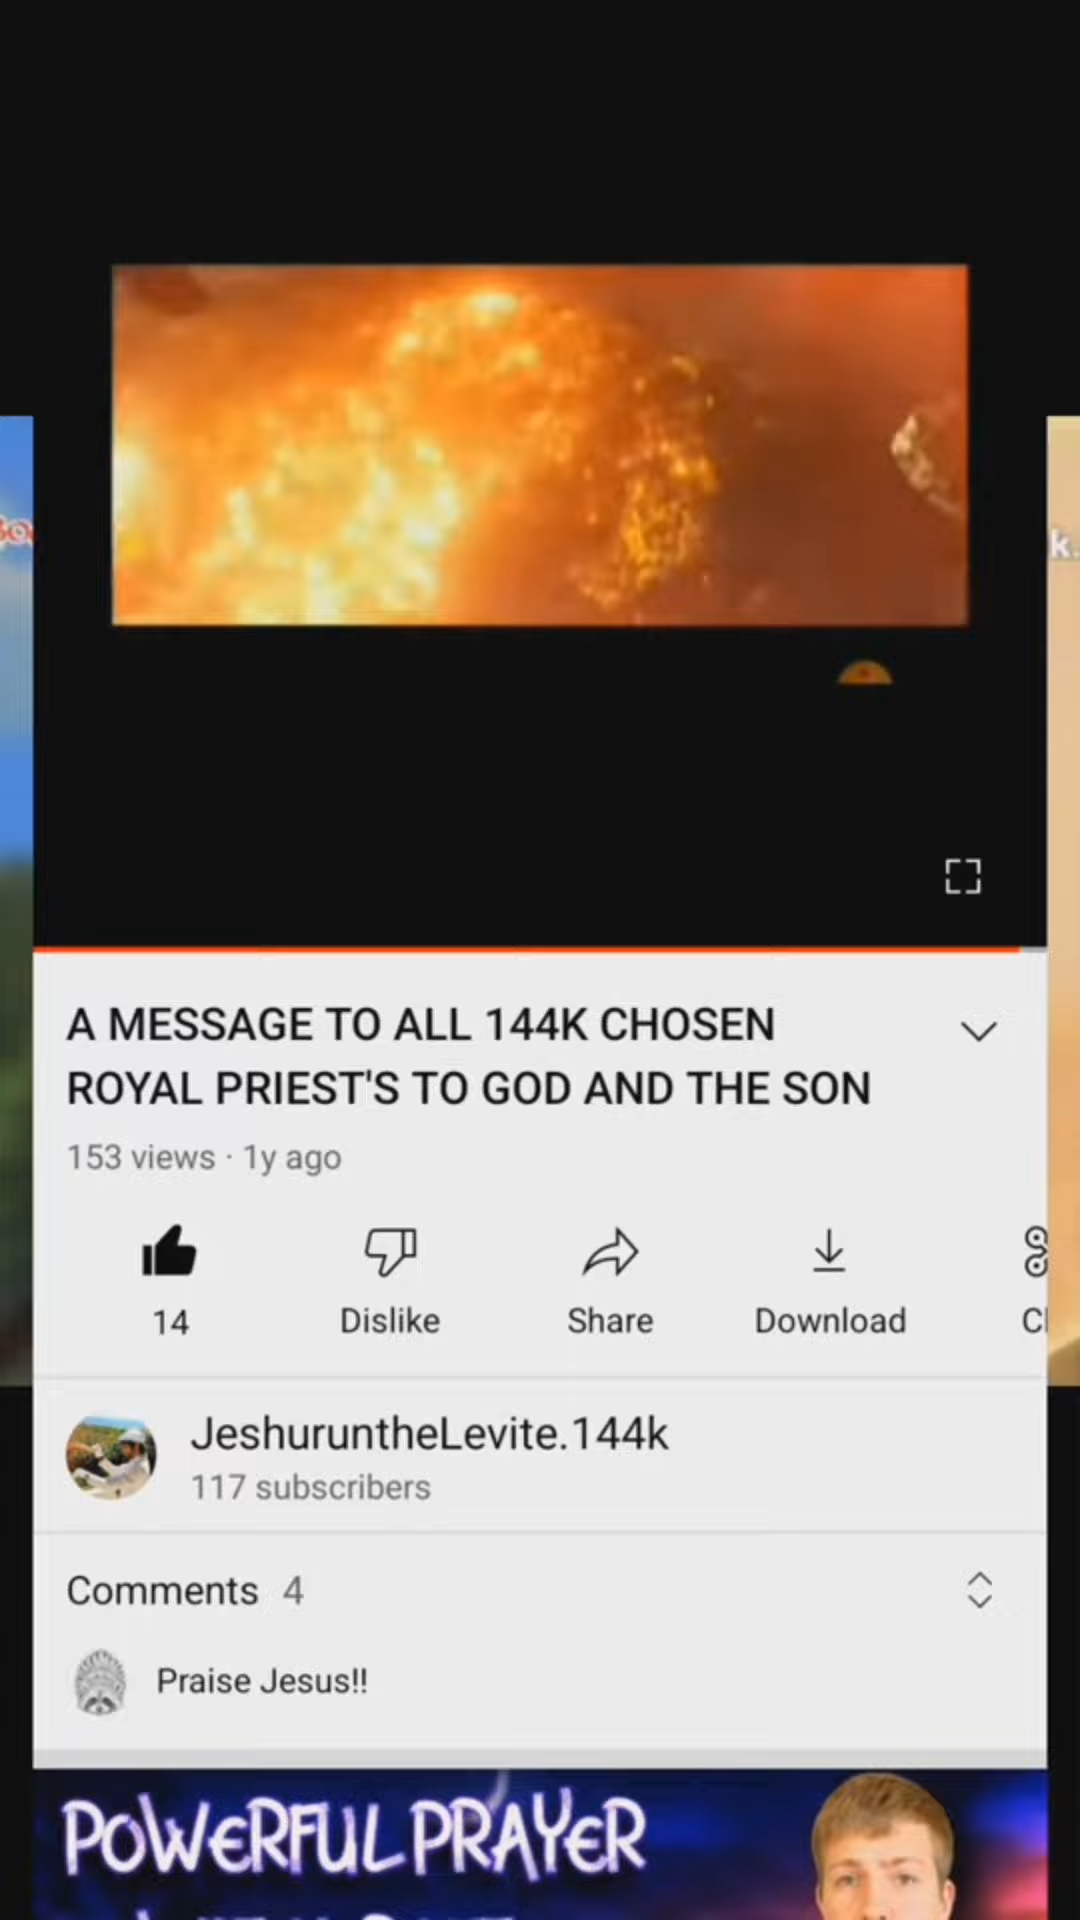 k.
A MESSAGE TO ALL 144K CHOSEN
ROYAL PRIEST'S TO GOD AND THE SON
153 views · 1y ago
14
Dislike
Share
Download
JeshuruntheLevite.144k
117 subscribers
Comments 4
Praise Jesus!!
POWERFUL PRAYER